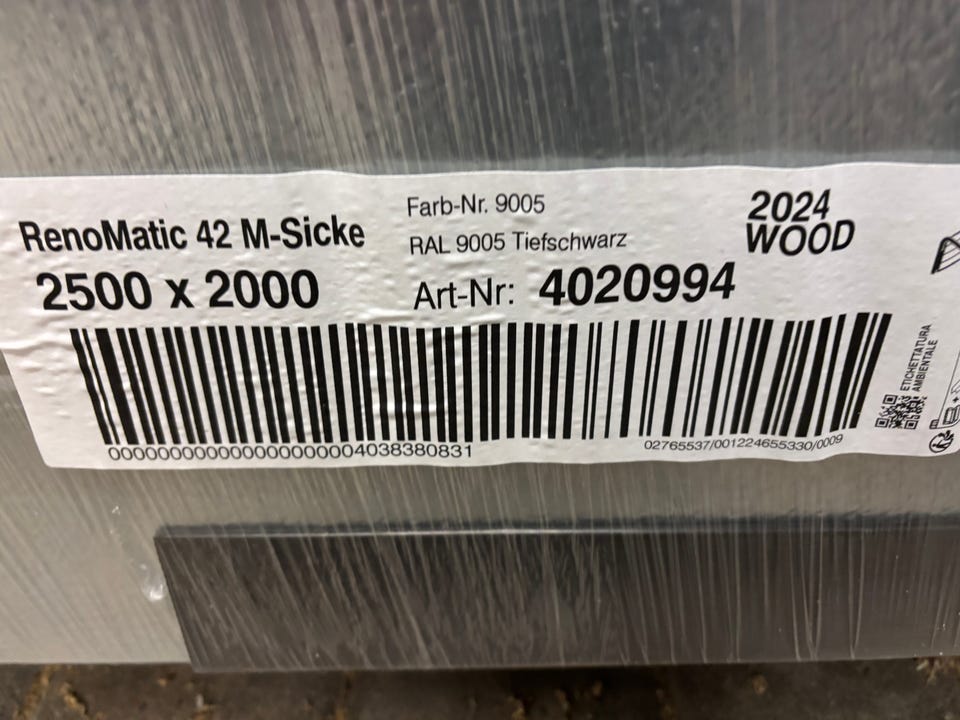 RenoMatic 42 M-Sicke
2500 x 2000
Farb-Nr. 9005
RAL 9005 Tiefschwarz
Art-Nr: 4020994
2024
WOOD
00000000000000000000004038380831
02765537/001224655330/0009
ETICHETTATURA
AMBIENTALE